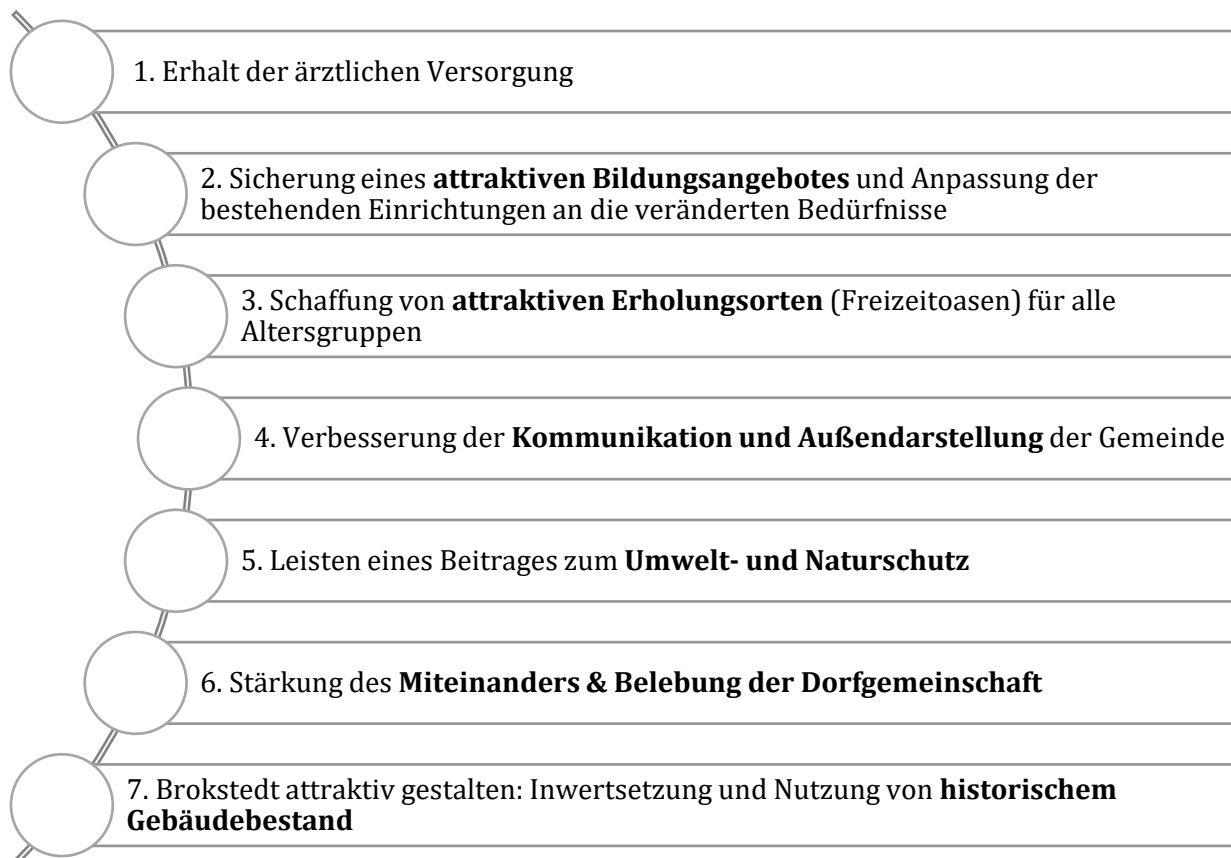 1. Erhalt der ärztlichen Versorgung
2. Sicherung eines attraktiven Bildungsangebotes und Anpassung der
bestehenden Einrichtungen an die veränderten Bedürfnisse
3. Schaffung von attraktiven Erholungsorten (Freizeitoasen) für alle
Altersgruppen
4. Verbesserung der Kommunikation und Außendarstellung der Gemeinde
5. Leisten eines Beitrages zum Umwelt- und Naturschutz
6. Stärkung des Miteinanders & Belebung der Dorfgemeinschaft
7. Brokstedt attraktiv gestalten: Inwertsetzung und Nutzung von historischem
Gebäudebestand